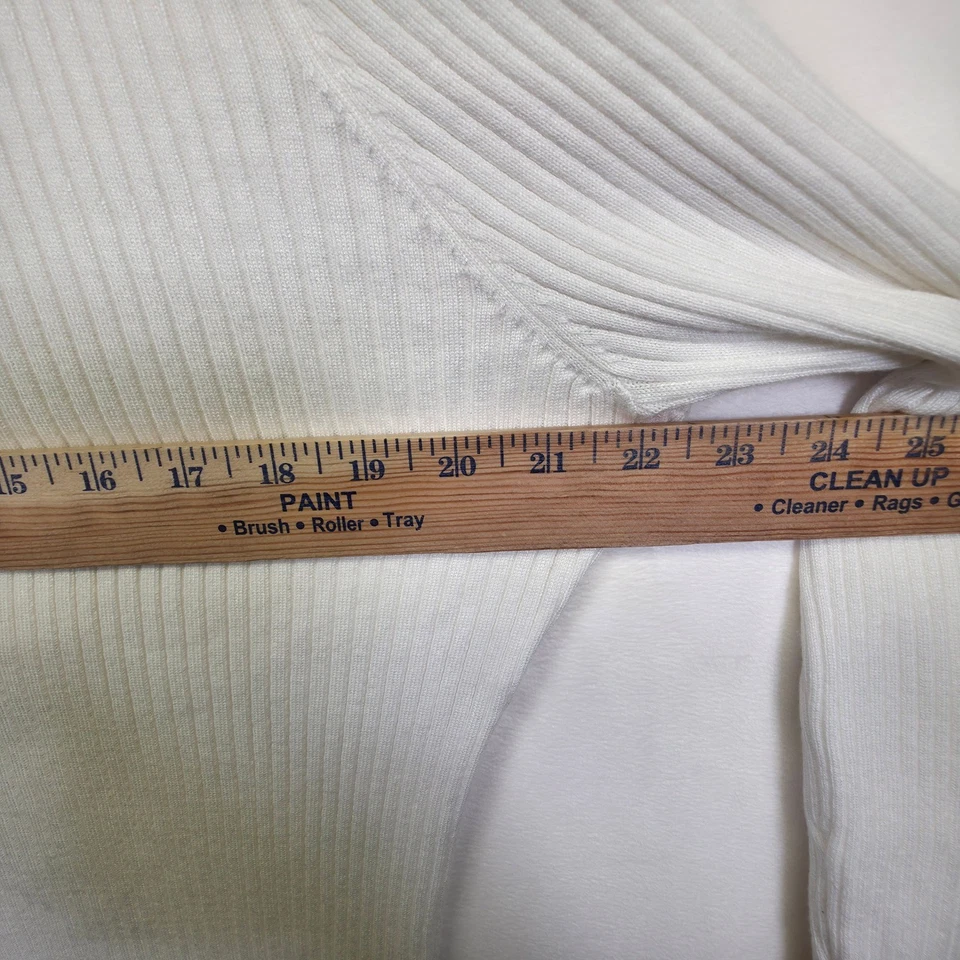 15 16 17 18 19 20 21 22 23 24 25
PAINT
• Brush • Roller • Tray
CLEAN UP
• Cleaner • Rags •